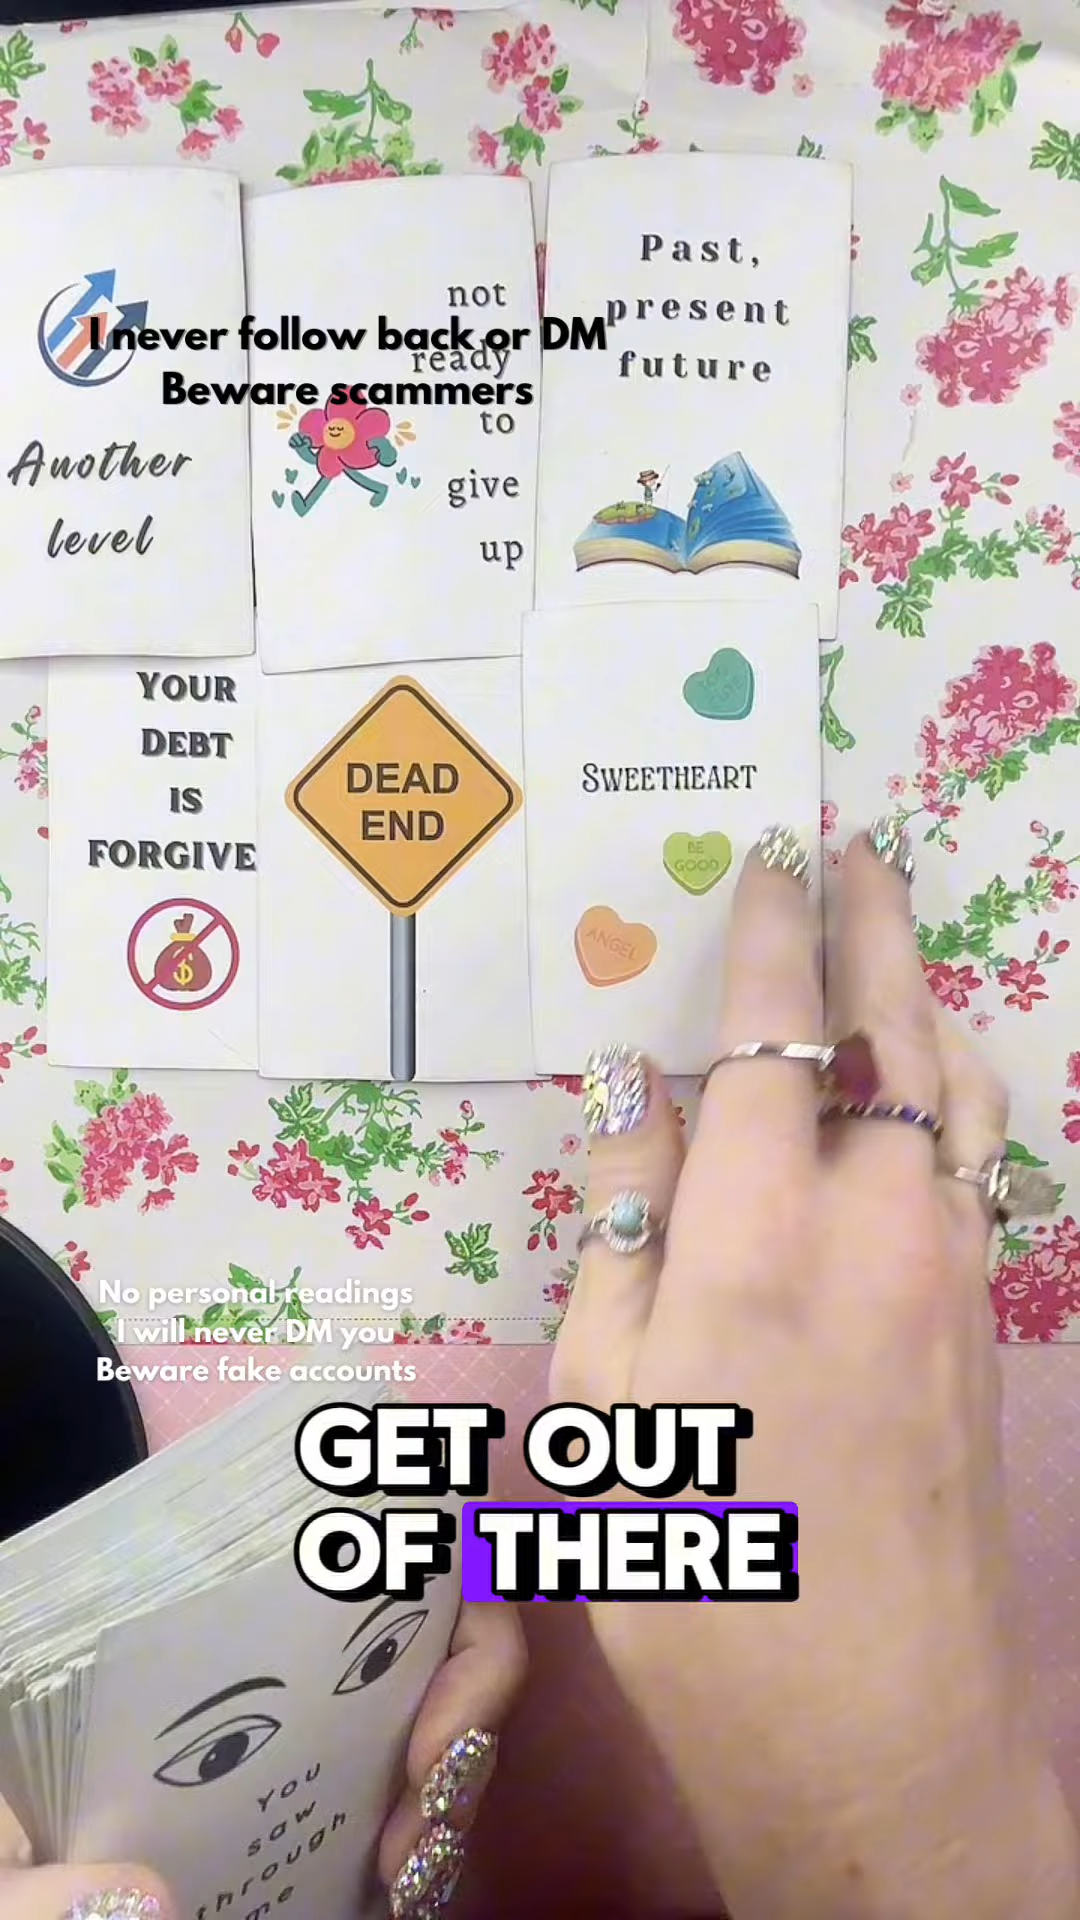 Another
level
not
ready
to
give
up
Past,
present
future
I never follow back or DM
Beware scammers
YOUR
DEBT
IS
FORGIVE
$
DEAD
END
SWEETHEART
BE
GOOD
ANGEL
No personal readings
I will never DM you
Beware fake accounts
GET OUT
OF THERE
You
saw
through
me